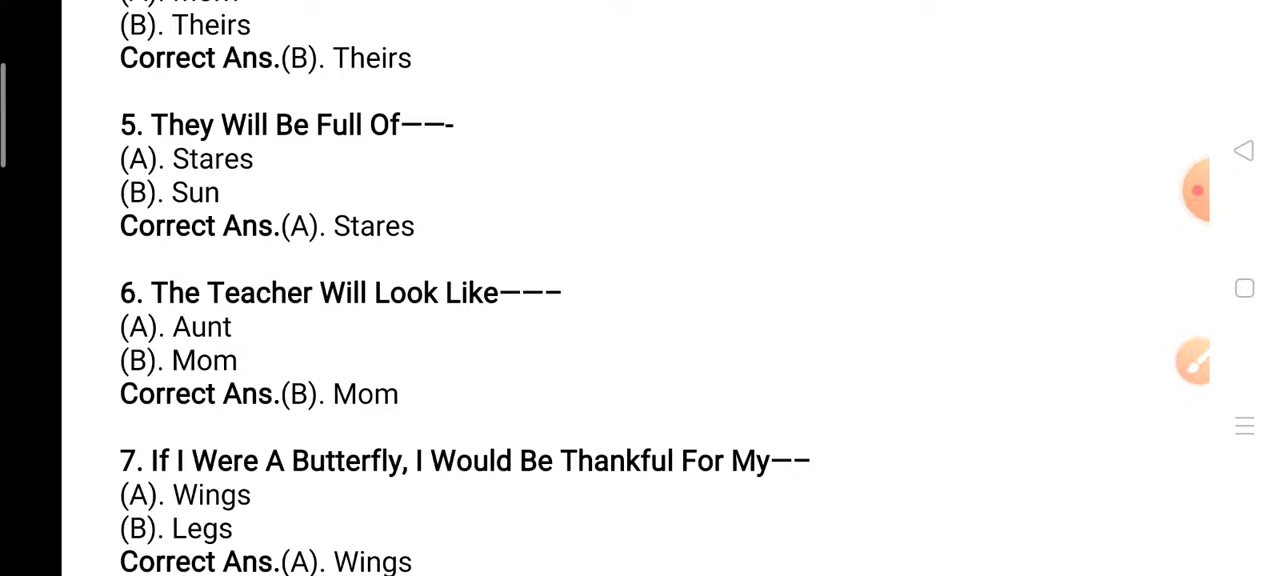 (B). Theirs
Correct Ans.(B). Theirs
5. They Will Be Full Of——-
(A). Stares
(B). Sun
Correct Ans.(A). Stares
6. The Teacher Will Look Like———
(A). Aunt
(B). Mom
Correct Ans.(B). Mom
7. If I Were A Butterfly, I Would Be Thankful For My——
(A). Wings
(B). Legs
Correct Ans.(A). Wings